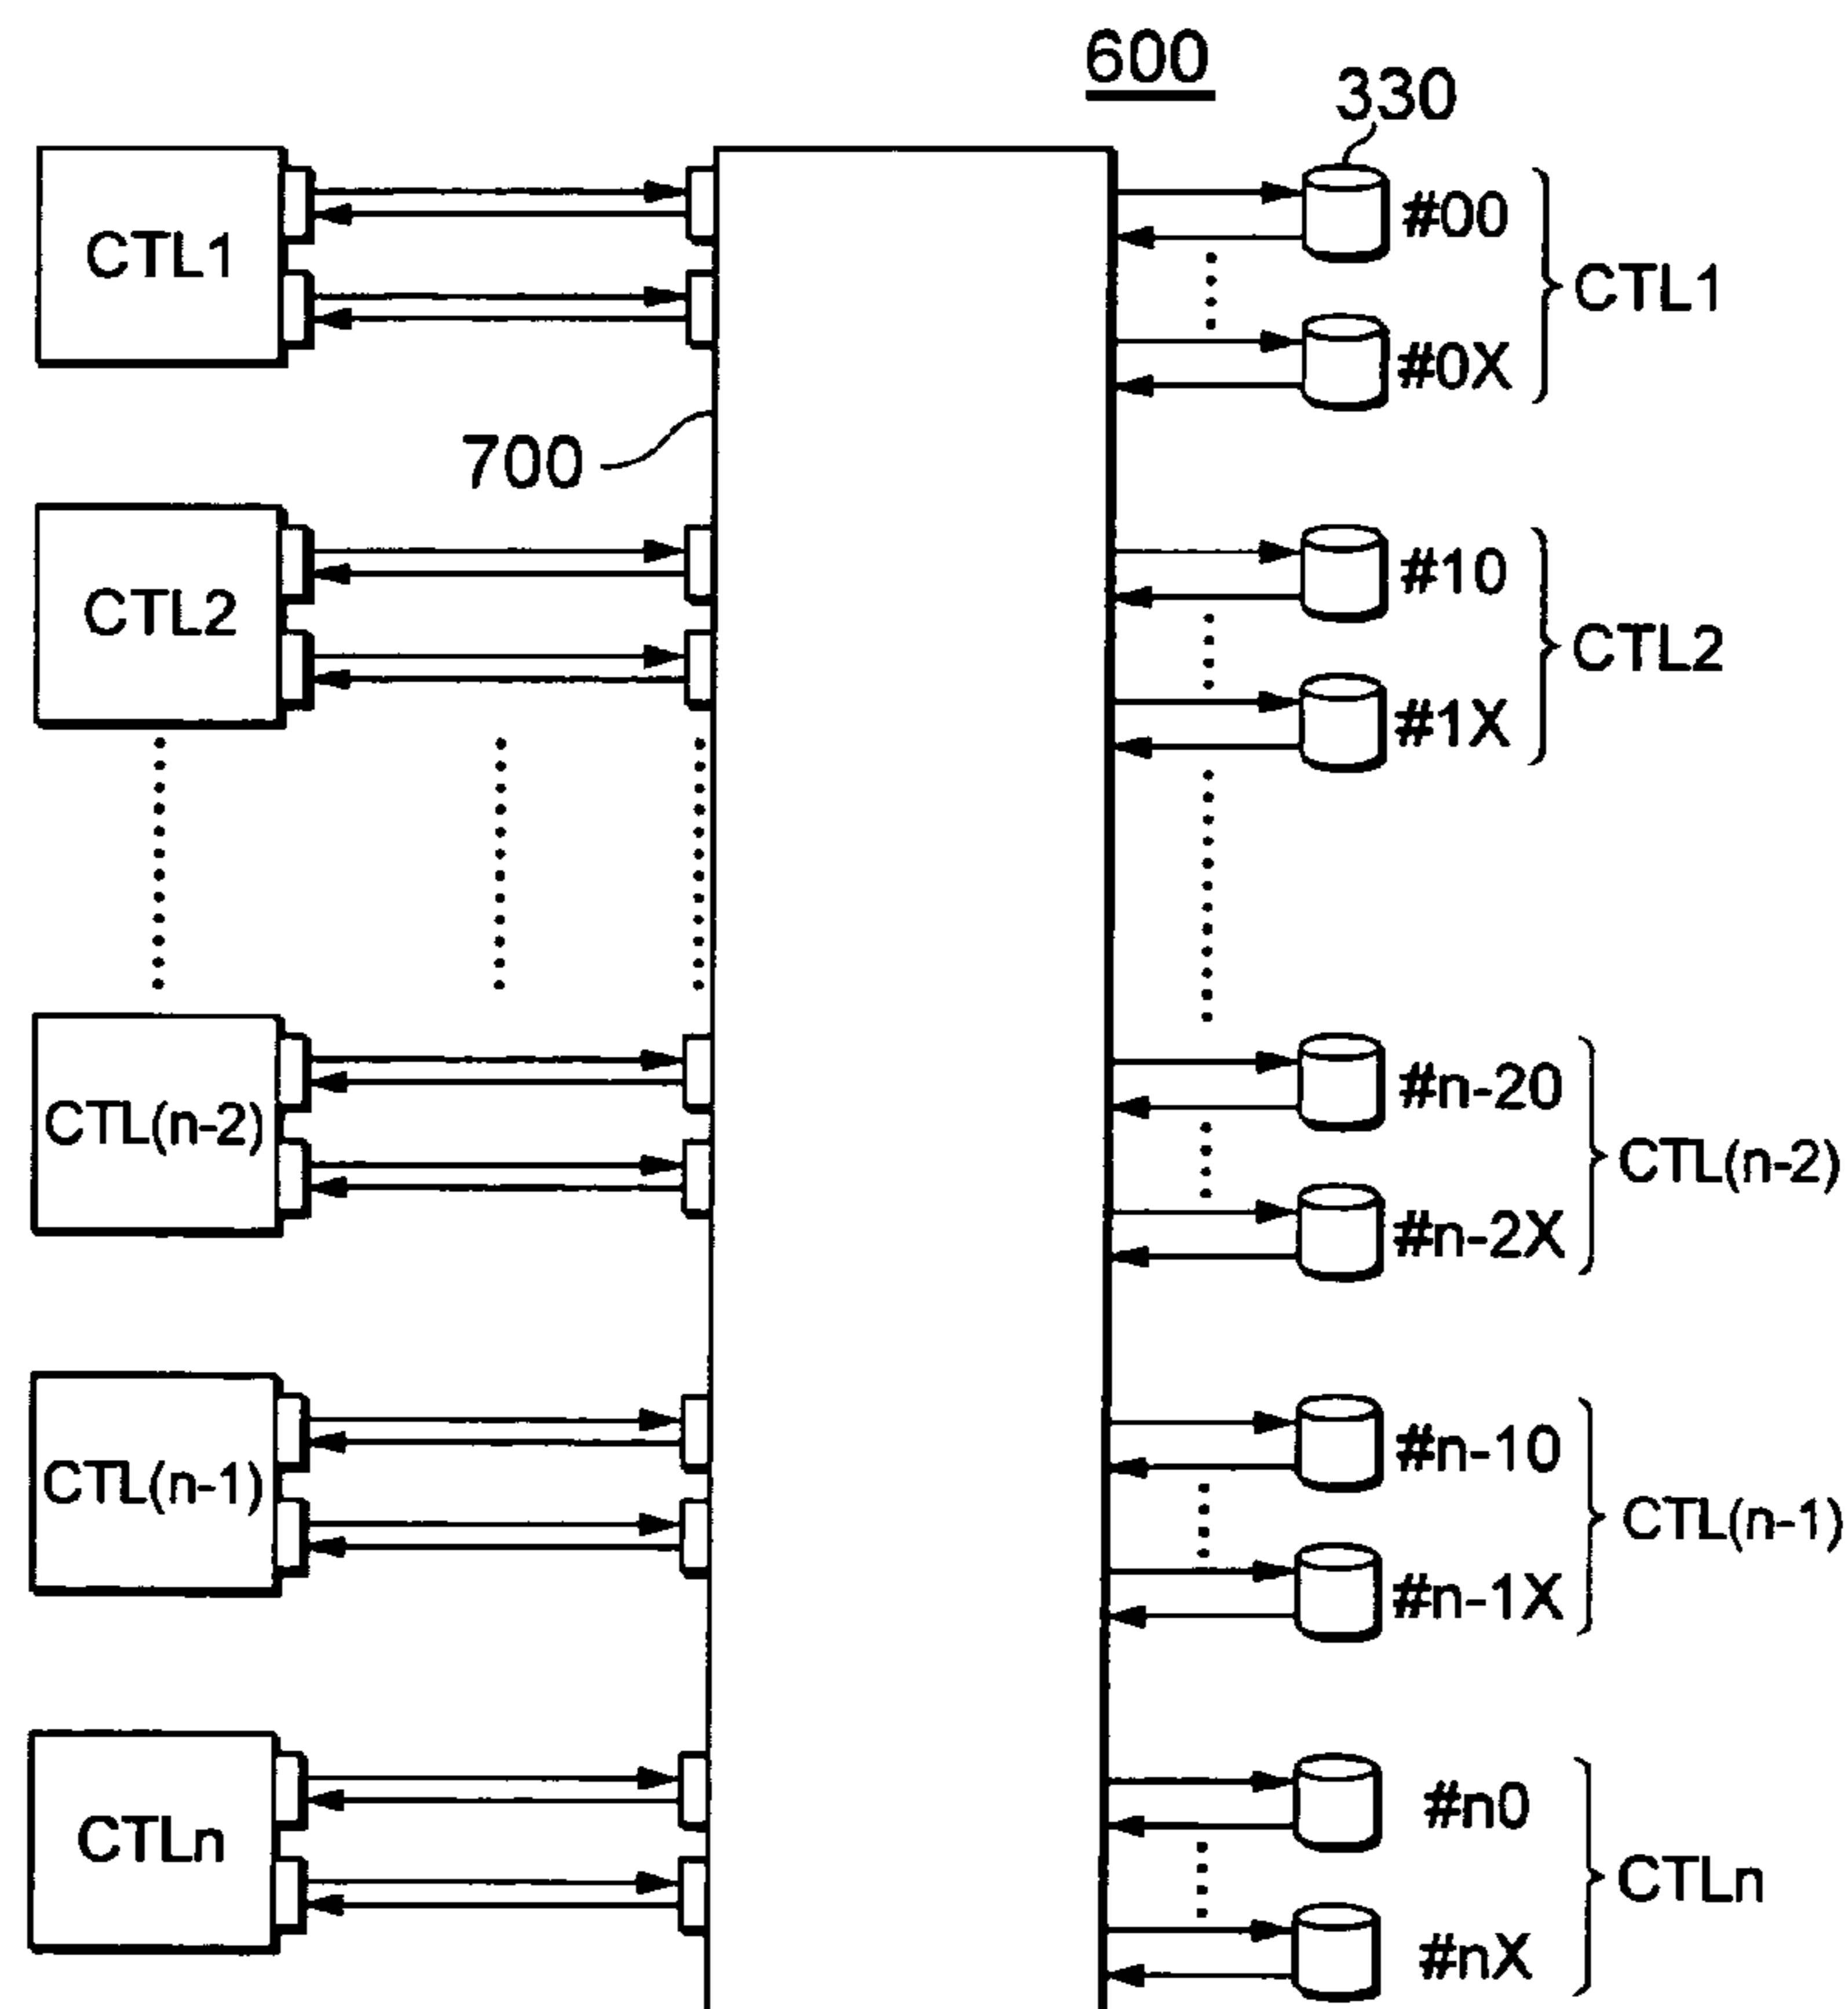 600
330
CTL1
#00
CTL1
#0X
700
CTL2
#10
CTL2
#1X
CTL(n-2)
#n-20
CTL(n-2)
#n-2X
CTL(n-1)
#n-10
CTL(n-1)
#n-1X
CTLn
#n0
CTLn
#nX